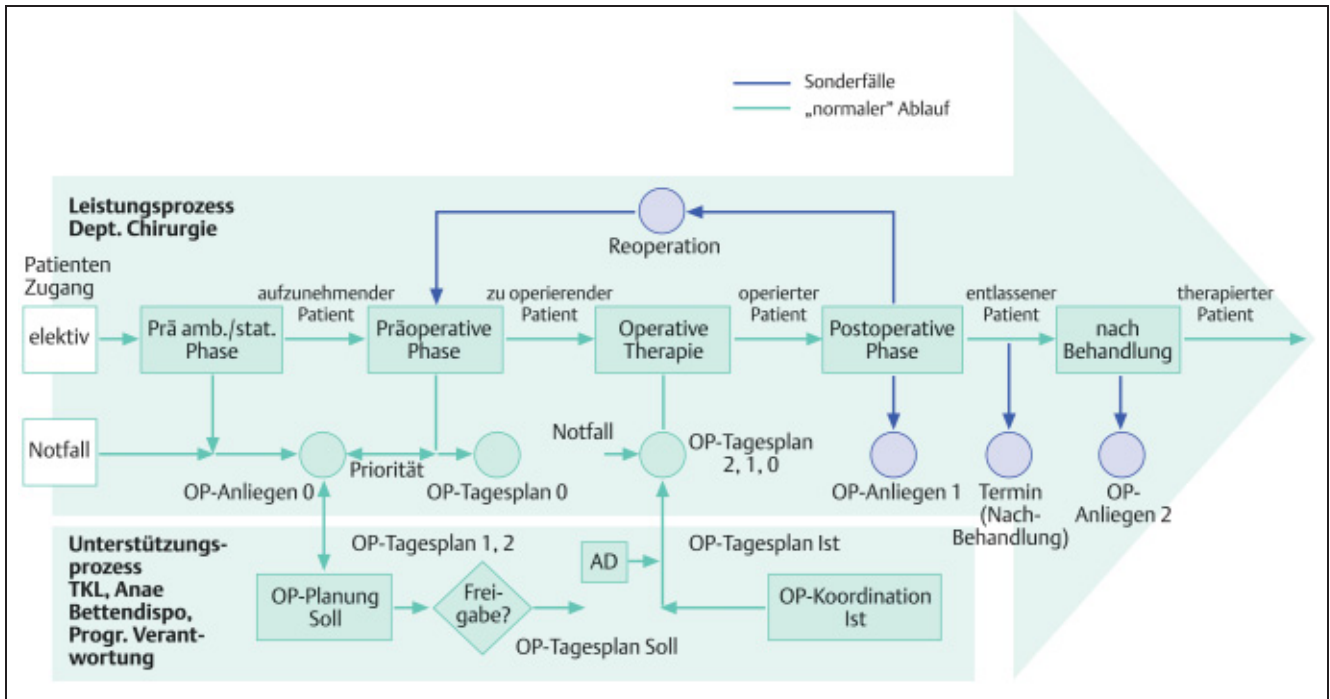 Sonderfälle
„normaler" Ablauf
Leistungsprozess
Dept. Chirurgie
Reoperation
Patienten
Zugang
aufzunehmender
Patient
zu operierender
Patient
operierter
Patient
entlassener
Patient
therapierter
Patient
elektiv
Prä amb./stat.
Phase
Präoperative
Phase
Operative
Therapie
Postoperative
Phase
nach
Behandlung
Notfall
OP-Anliegen 0
Priorität
OP-Tagesplan 0
Notfall
OP-Tagesplan
2, 1, 0
OP-Anliegen 1
Termin
(Nach-
Behandlung)
OP-
Anliegen 2
Unterstützungs-
prozess
TKL, Anae
Bettendispo,
Progr. Verant-
wortung
OP-Tagesplan 1, 2
OP-Planung
Soll
Frei-
gabe?
OP-Tagesplan Soll
AD
OP-Tagesplan Ist
OP-Koordination
Ist